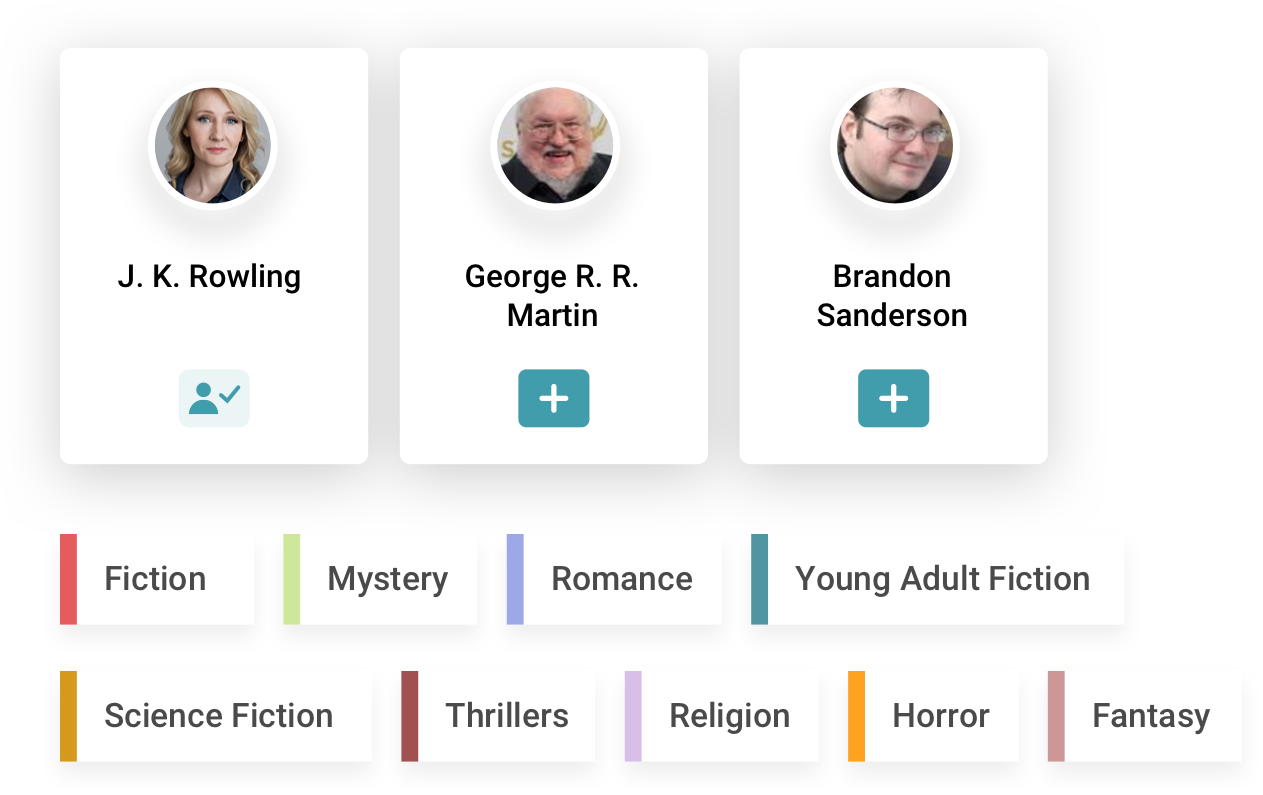 J. K. Rowling
George R. R.
Martin
Brandon
Sanderson
Fiction
Mystery
Romance
Young Adult Fiction
Science Fiction
Thrillers
Religion
Horror
Fantasy